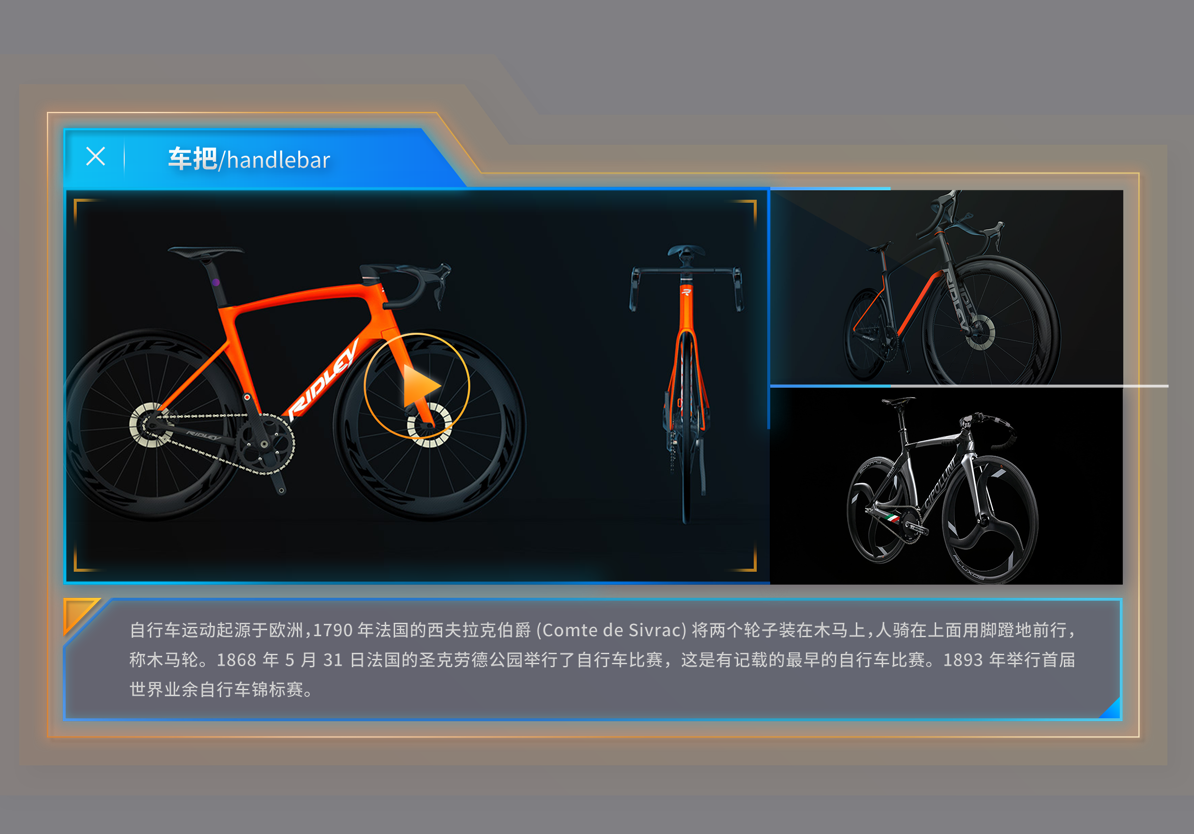 车把/handlebar
RIDLEY
RIDLEY
RIDLEY
CIPOLLINI
自行车运动起源于欧洲,1790 年法国的西夫拉克伯爵 (Comte de Sivrac) 将两个轮子装在木马上,人骑在上面用脚蹬地前行,
称木马轮。1868 年 5 月 31 日法国的圣克劳德公园举行了自行车比赛，这是有记载的最早的自行车比赛。1893 年举行首届
世界业余自行车锦标赛。